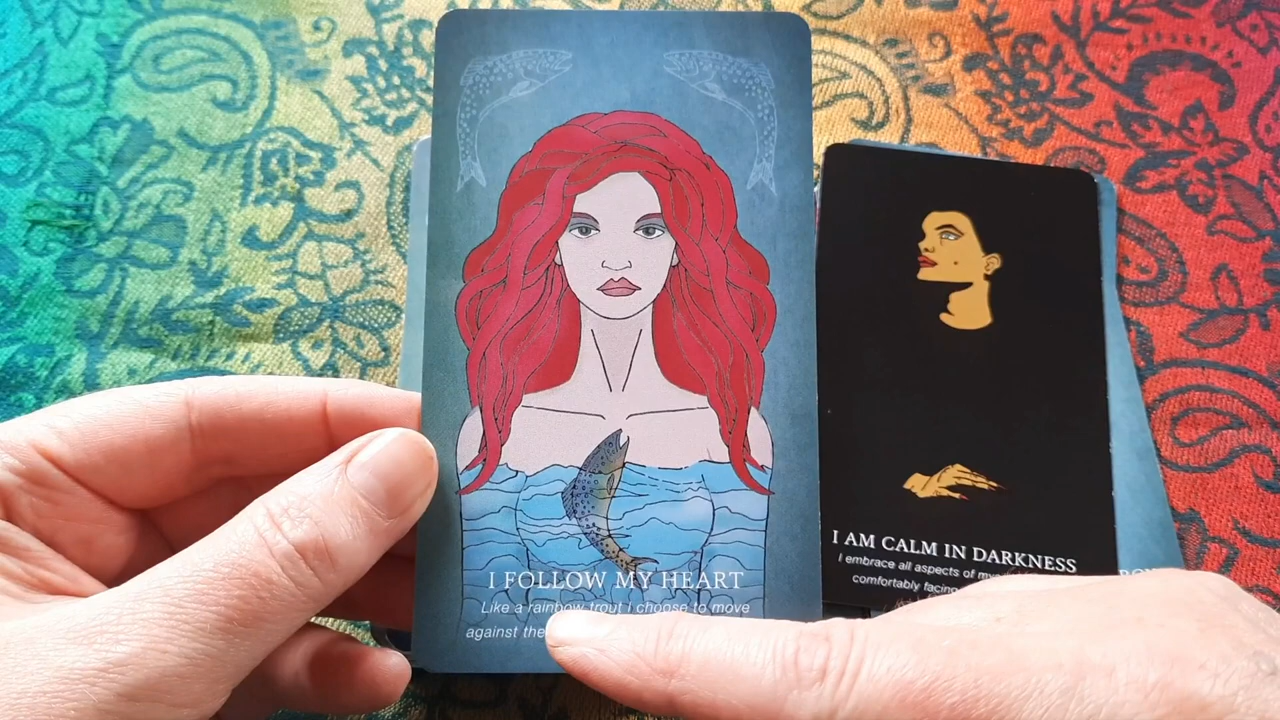 I FOLLOW MY HEART
Like a rainbow trout I choose to move
against the
I AM CALM IN DARKNESS
I embrace all aspects of
comfortably facing